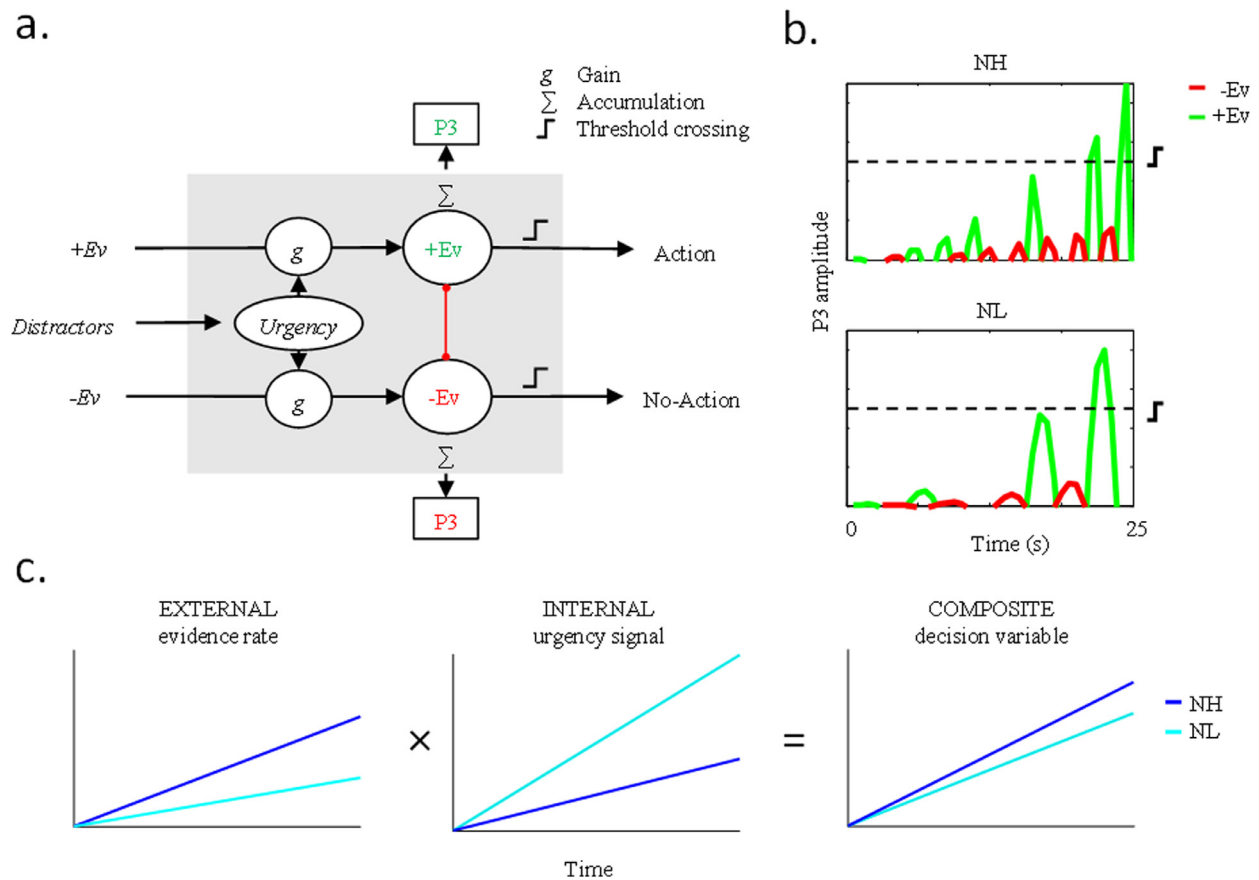 a.
g Gain
Σ Accumulation
Threshold crossing
P3
Σ
+Ev
g
+Ev
Action
Distractors
Urgency
-Ev
g
-Ev
No-Action
Σ
P3
b.
NH
-Ev
+Ev
P3 amplitude
NL
0
25
Time (s)
c.
EXTERNAL
evidence rate
×
INTERNAL
urgency signal
=
COMPOSITE
decision variable
NH
NL
Time